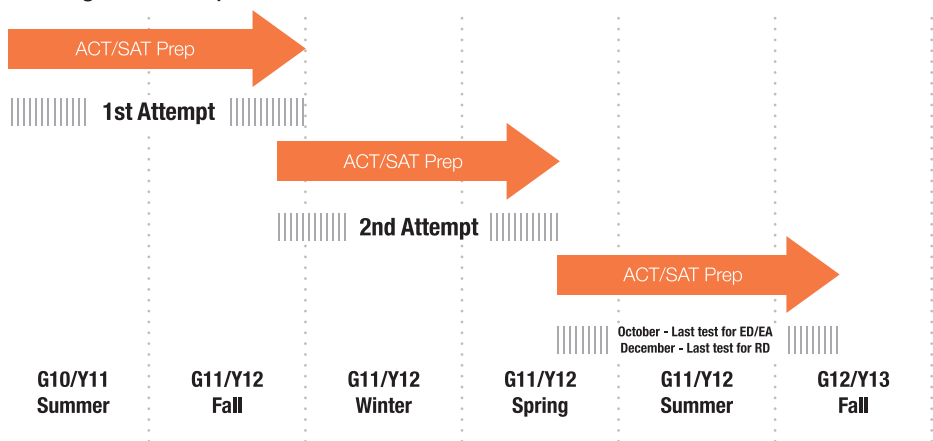 ACT/SAT Prep
1st Attempt
ACT/SAT Prep
2nd Attempt
ACT/SAT Prep
October - Last test for ED/EA
December - Last test for RD
G10/Y11
Summer
G11/Y12
Fall
G11/Y12
Winter
G11/Y12
Spring
G11/Y12
Summer
G12/Y13
Fall